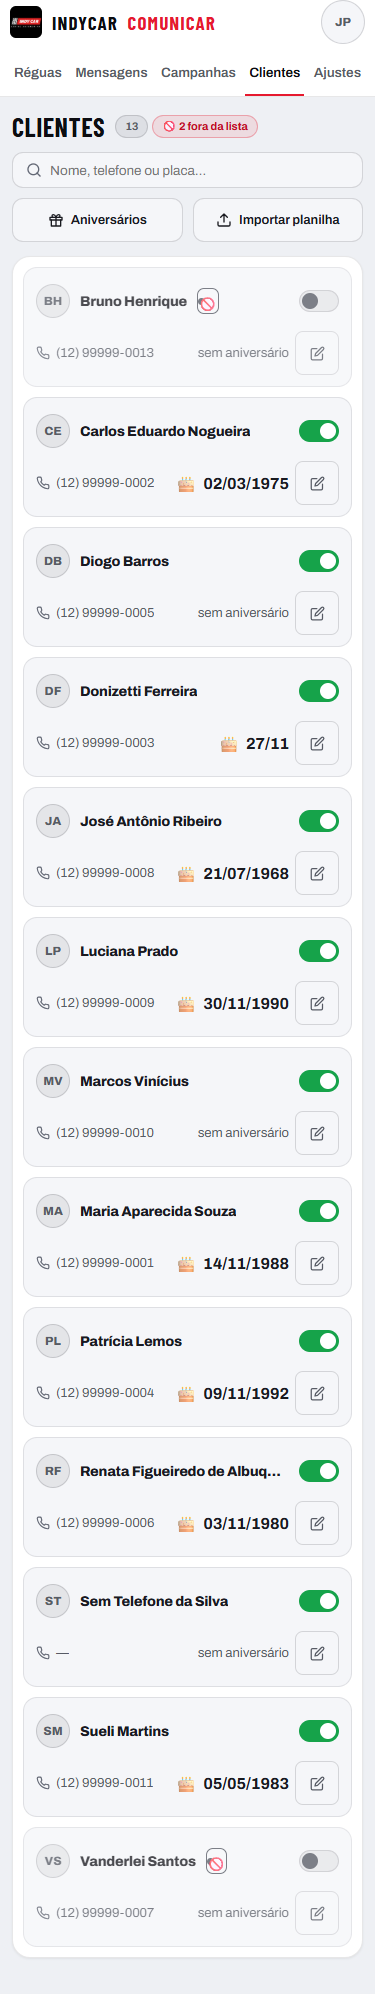 INDYCAR COMUNICAR
JP
Réguas Mensagens Campanhas Clientes Ajustes
CLIENTES 13 2 fora da lista
Nome, telefone ou placa...
Aniversários Importar planilha
BH Bruno Henrique
(12) 99999-0013 sem aniversário
CE Carlos Eduardo Nogueira
(12) 99999-0002 02/03/1975
DB Diogo Barros
(12) 99999-0005 sem aniversário
DF Donizetti Ferreira
(12) 99999-0003 27/11
JA José Antônio Ribeiro
(12) 99999-0008 21/07/1968
LP Luciana Prado
(12) 99999-0009 30/11/1990
MV Marcos Vinícius
(12) 99999-0010 sem aniversário
MA Maria Aparecida Souza
(12) 99999-0001 14/11/1988
PL Patrícia Lemos
(12) 99999-0004 09/11/1992
RF Renata Figueiredo de Albuq...
(12) 99999-0006 03/11/1980
ST Sem Telefone da Silva
— sem aniversário
SM Sueli Martins
(12) 99999-0011 05/05/1983
VS Vanderlei Santos
(12) 99999-0007 sem aniversário